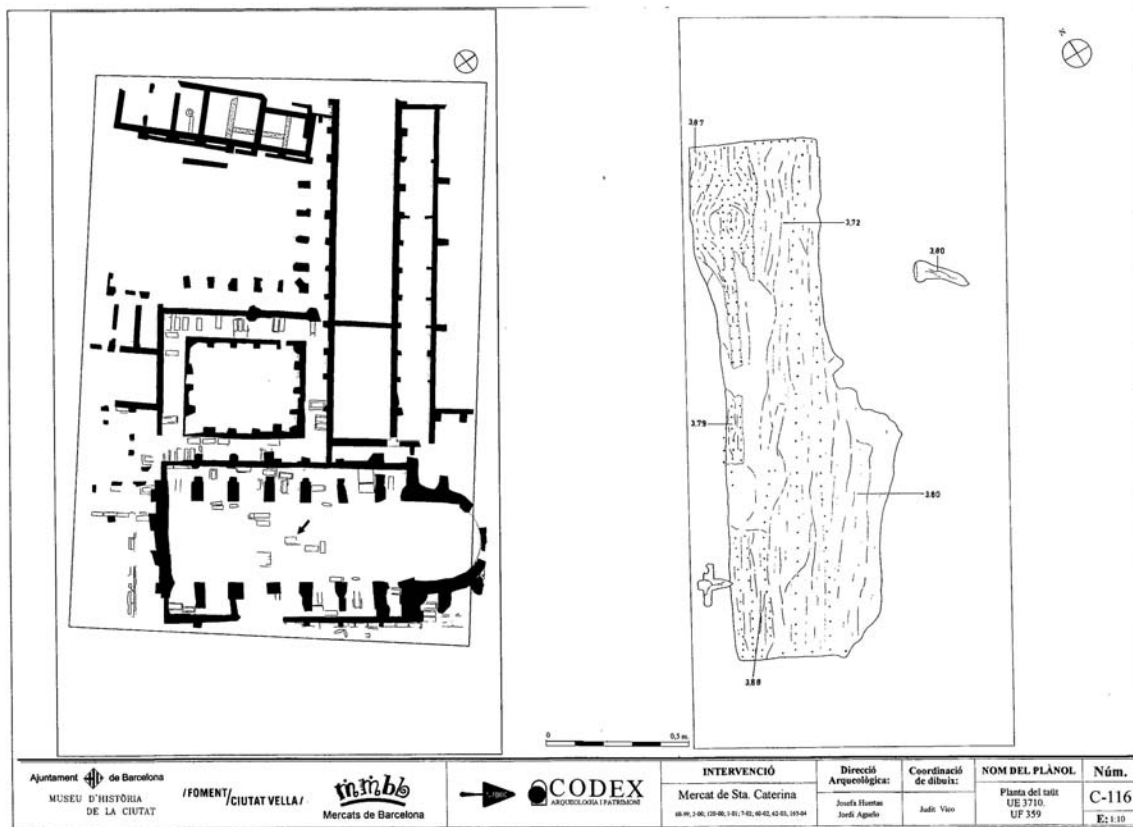 3,87
3,72
3,80
3,79
3,80
3,88
0
0,5 m.
Ajuntament de Barcelona
MUSEU D'HISTÒRIA
DE LA CIUTAT
/FOMENT/CIUTAT VELLA/
mmbl
Mercats de Barcelona
CODEX
ARQUEOLOGIA I PATRIMONI
INTERVENCIÓ
Mercat de Sta. Caterina
Direcció
Arqueològica:
Josefa Huertas
Jordi Aguelo
Coordinació
de dibuix:
Judit Vico
NOM DEL PLÀNOL
Planta del taüt
UE 3710.
UF 359
Núm.
C-116
E: 1:10